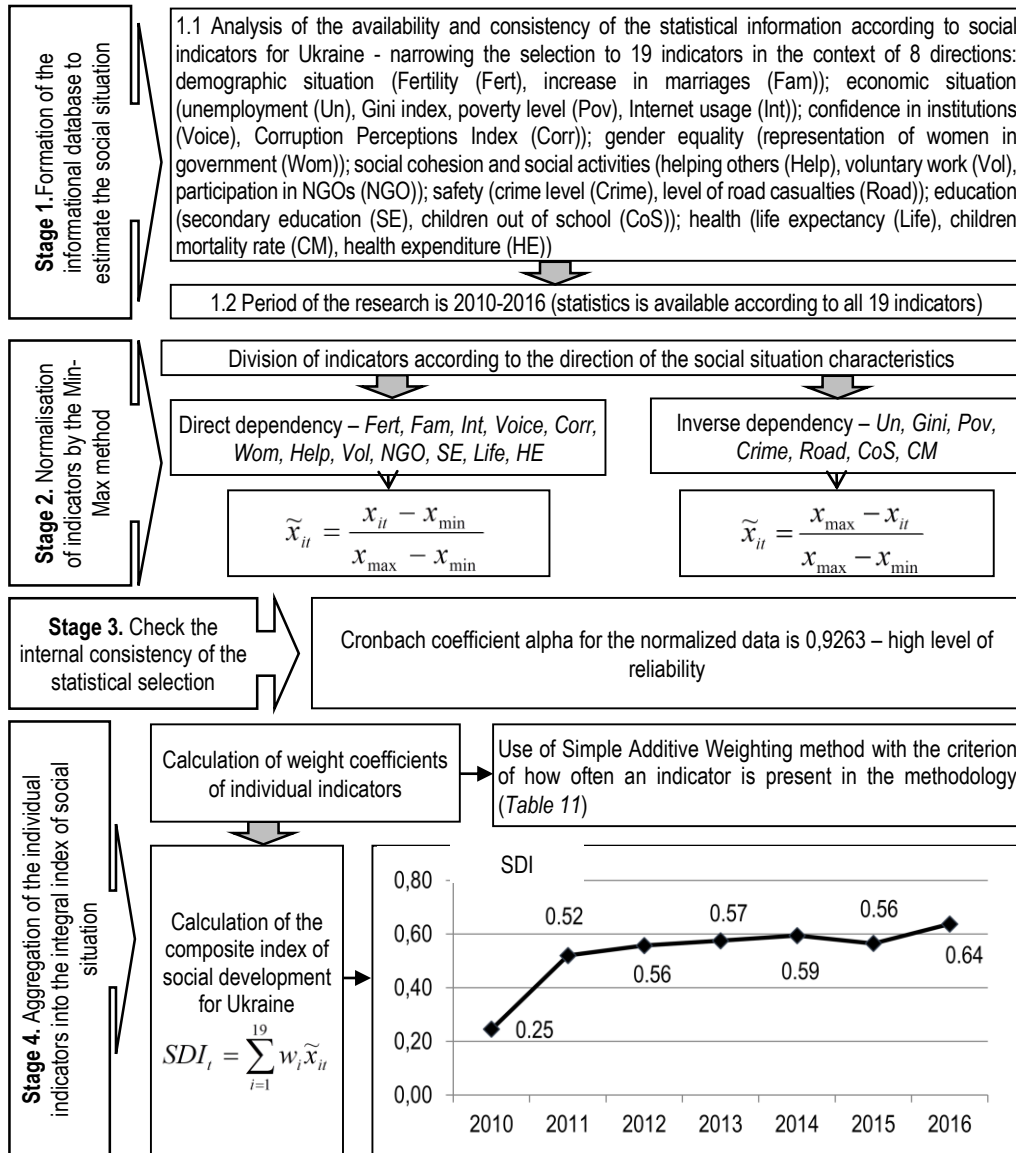 Stage 1.Formation of the
informational database to
estimate the social situation
1.1 Analysis of the availability and consistency of the statistical information according to social
indicators for Ukraine - narrowing the selection to 19 indicators in the context of 8 directions:
demographic situation (Fertility (Fert), increase in marriages (Fam)); economic situation
(unemployment (Un), Gini index, poverty level (Pov), Internet usage (Int)); confidence in institutions
(Voice), Corruption Perceptions Index (Corr)); gender equality (representation of women in
government (Wom)); social cohesion and social activities (helping others (Help), voluntary work (Vol),
participation in NGOs (NGO)); safety (crime level (Crime), level of road casualties (Road)); education
(secondary education (SE), children out of school (CoS)); health (life expectancy (Life), children
mortality rate (CM), health expenditure (HE))
1.2 Period of the research is 2010-2016 (statistics is available according to all 19 indicators)
Stage 2. Normalisation
of indicators by the Min-
Max method
Division of indicators according to the direction of the social situation characteristics
Direct dependency – Fert, Fam, Int, Voice, Corr,
Wom, Help, Vol, NGO, SE, Life, HE
x̃_it = (x_it − x_min) / (x_max − x_min)
Inverse dependency – Un, Gini, Pov,
Crime, Road, CoS, CM
x̃_it = (x_max − x_it) / (x_max − x_min)
Stage 3. Check the
internal consistency of the
statistical selection
Cronbach coefficient alpha for the normalized data is 0,9263 – high level of
reliability
Stage 4. Aggregation of the individual
indicators into the integral index of social
situation
Calculation of weight coefficients
of individual indicators
Use of Simple Additive Weighting method with the criterion
of how often an indicator is present in the methodology
(Table 11)
Calculation of the
composite index of
social development
for Ukraine
SDI_t = ∑_{i=1}^{19} w_i x̃_it
SDI
0,80
0,60
0,40
0,20
0,00
0.25
0.52
0.56
0.57
0.59
0.56
0.64
2010 2011 2012 2013 2014 2015 2016